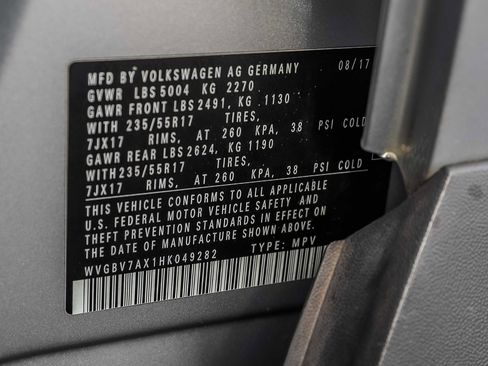 MFD BY VOLKSWAGEN AG GERMANY 08/17
GVWR LBS 5004 KG 2270
GAWR FRONT LBS 2491, KG 1130
WITH 235/55R17 TIRES,
7JX17 RIMS, AT 260 KPA, 38 PSI COLD
GAWR REAR LBS 2624, KG 1190
WITH 235/55R17 TIRES,
7JX17 RIMS, AT 260 KPA, 38 PSI COLD
THIS VEHICLE CONFORMS TO ALL APPLICABLE
U.S. FEDERAL MOTOR VEHICLE SAFETY AND
THEFT PREVENTION STANDARDS IN EFFECT ON
THE DATE OF MANUFACTURE SHOWN ABOVE.
WVGBV7AX1HK049282 TYPE: MPV